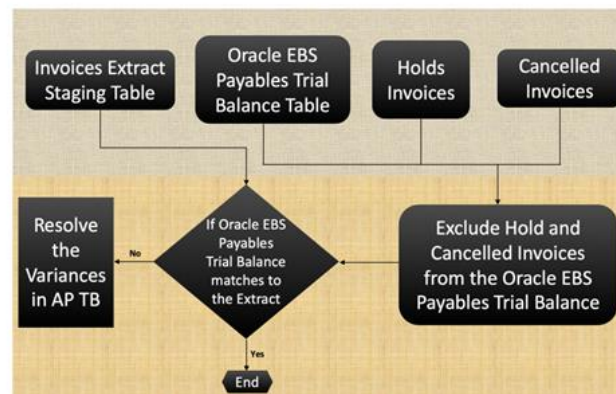 Invoices Extract
Staging Table
Oracle EBS
Payables Trial
Balance Table
Holds
Invoices
Cancelled
Invoices
Resolve
the
Variances
in AP TB
No
If Oracle EBS
Payables
Trial Balance
matches to
the Extract
Exclude Hold and
Cancelled Invoices
from the Oracle EBS
Payables Trial Balance
Yes
End